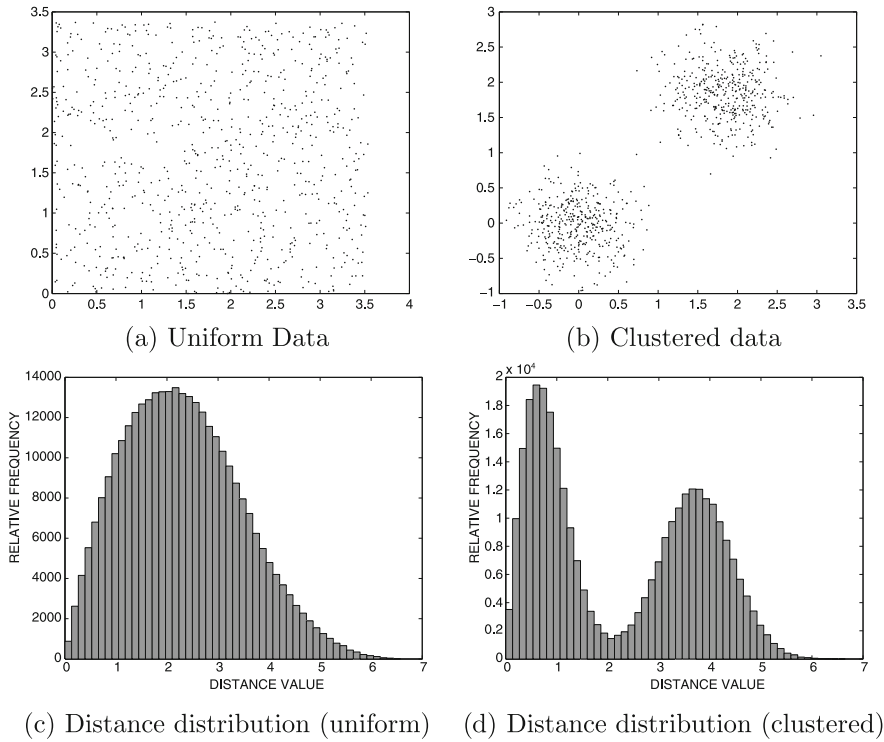 3.5
3
2.5
2
1.5
1
0.5
0
0 0.5 1 1.5 2 2.5 3 3.5 4
(a) Uniform Data
3
2.5
2
1.5
1
0.5
0
−0.5
−1
−1 −0.5 0 0.5 1 1.5 2 2.5 3 3.5
(b) Clustered data
RELATIVE FREQUENCY
14000
12000
10000
8000
6000
4000
2000
0
0 1 2 3 4 5 6 7
DISTANCE VALUE
(c) Distance distribution (uniform)
x 10⁴
RELATIVE FREQUENCY
2
1.8
1.6
1.4
1.2
1
0.8
0.6
0.4
0.2
0
0 1 2 3 4 5 6 7
DISTANCE VALUE
(d) Distance distribution (clustered)